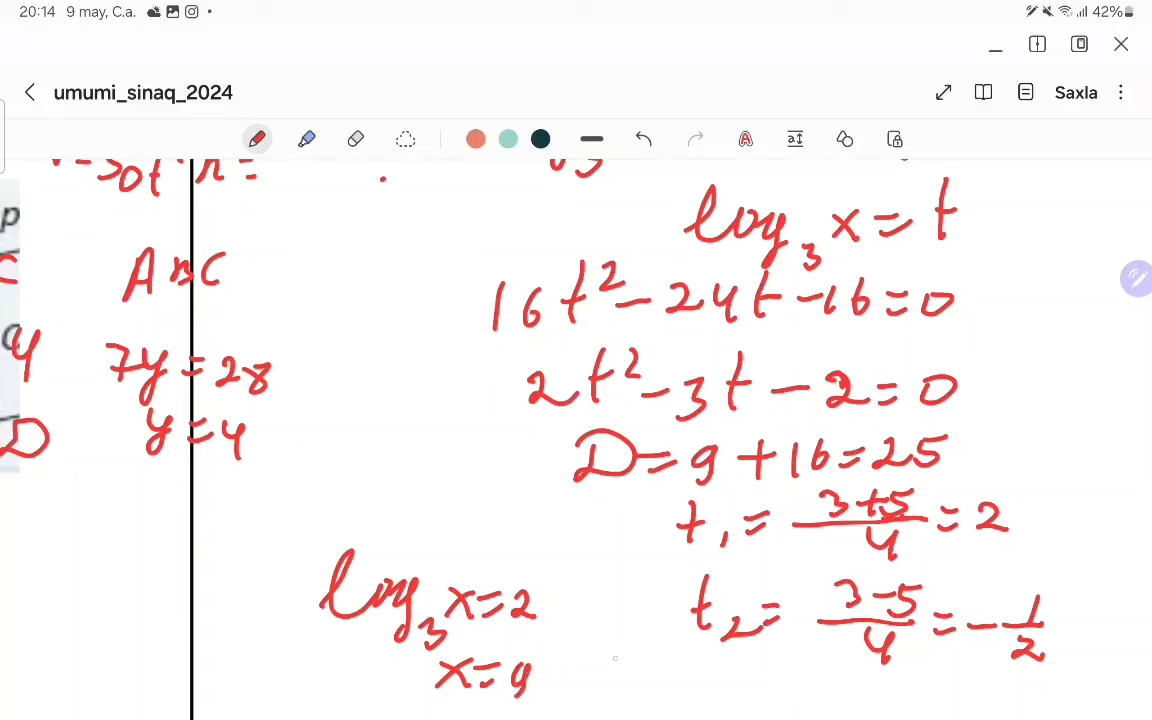 20:14 9 may, C.a. 42%
umumi_sinaq_2024
Saxla
log₃ x = t
ABC
16t² - 24t - 16 = 0
7y = 28
2t² - 3t - 2 = 0
y = 4
D
D = 9 + 16 = 25
t₁ = (3+5)/4 = 2
log₃ x = 2
t₂ = (3-5)/4 = -1/2
x = 9